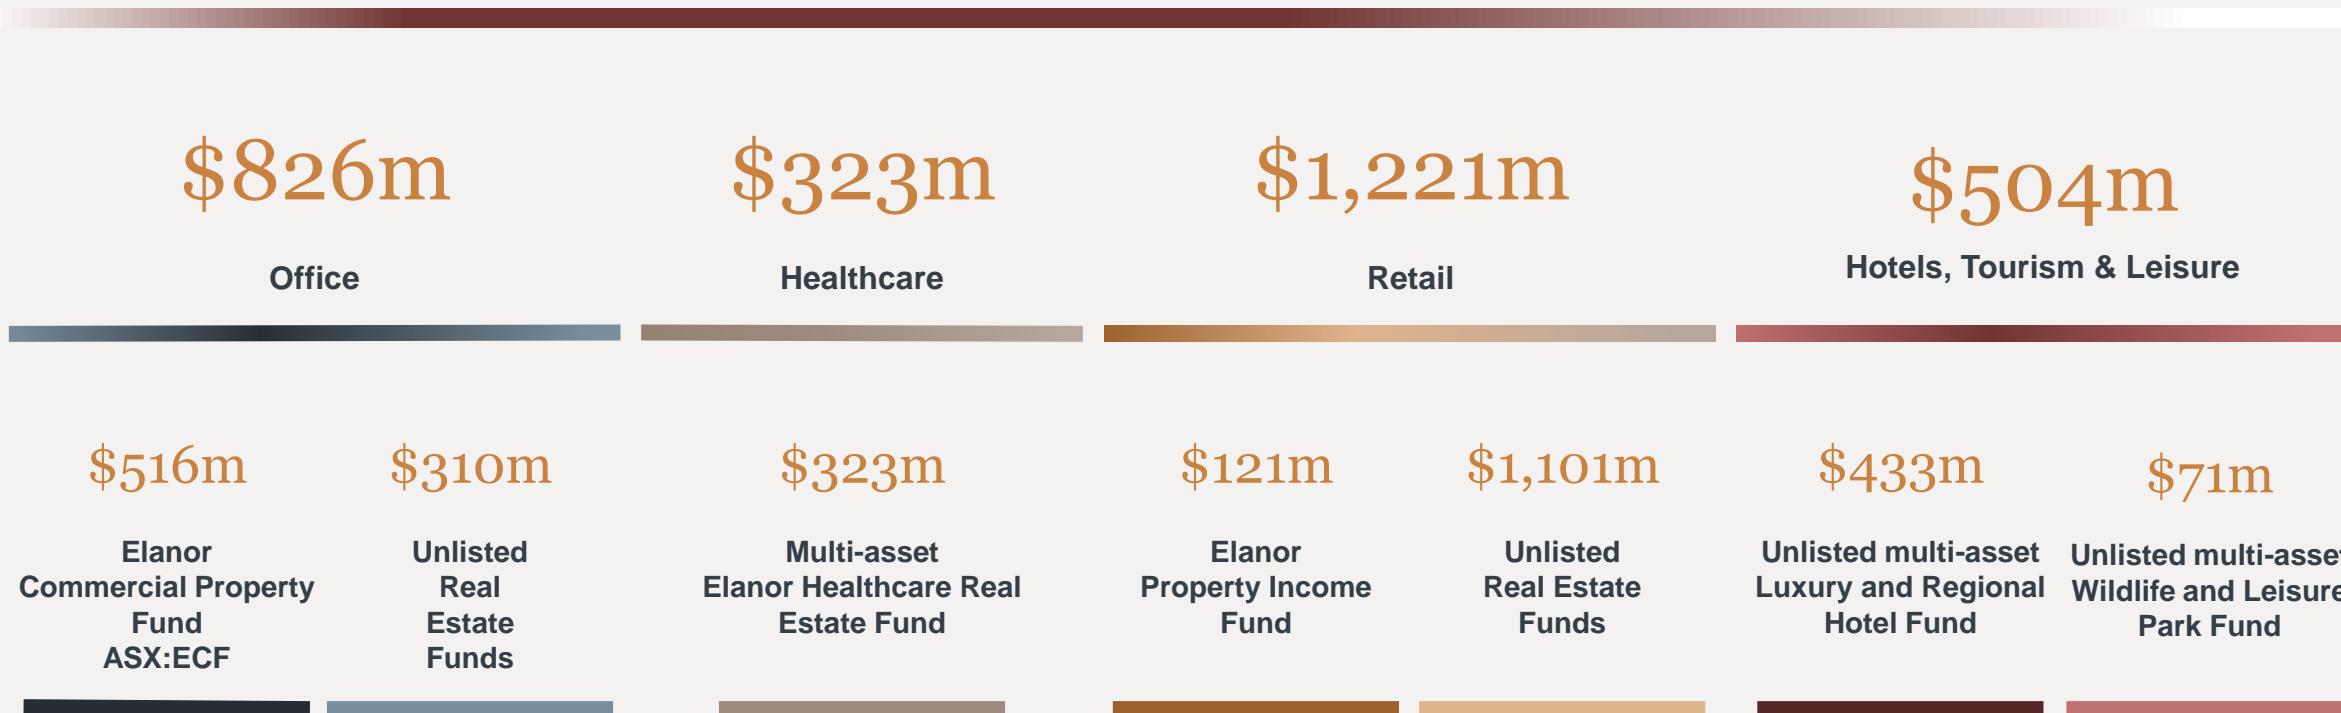 $826m
Office
$323m
Healthcare
$1,221m
Retail
$504m
Hotels, Tourism & Leisure
$516m
Elanor
Commercial Property
Fund
ASX:ECF
$310m
Unlisted
Real
Estate
Funds
$323m
Multi-asset
Elanor Healthcare Real
Estate Fund
$121m
Elanor
Property Income
Fund
$1,101m
Unlisted
Real Estate
Funds
$433m
Unlisted multi-asset
Luxury and Regional
Hotel Fund
$71m
Unlisted multi-asset
Wildlife and Leisure
Park Fund